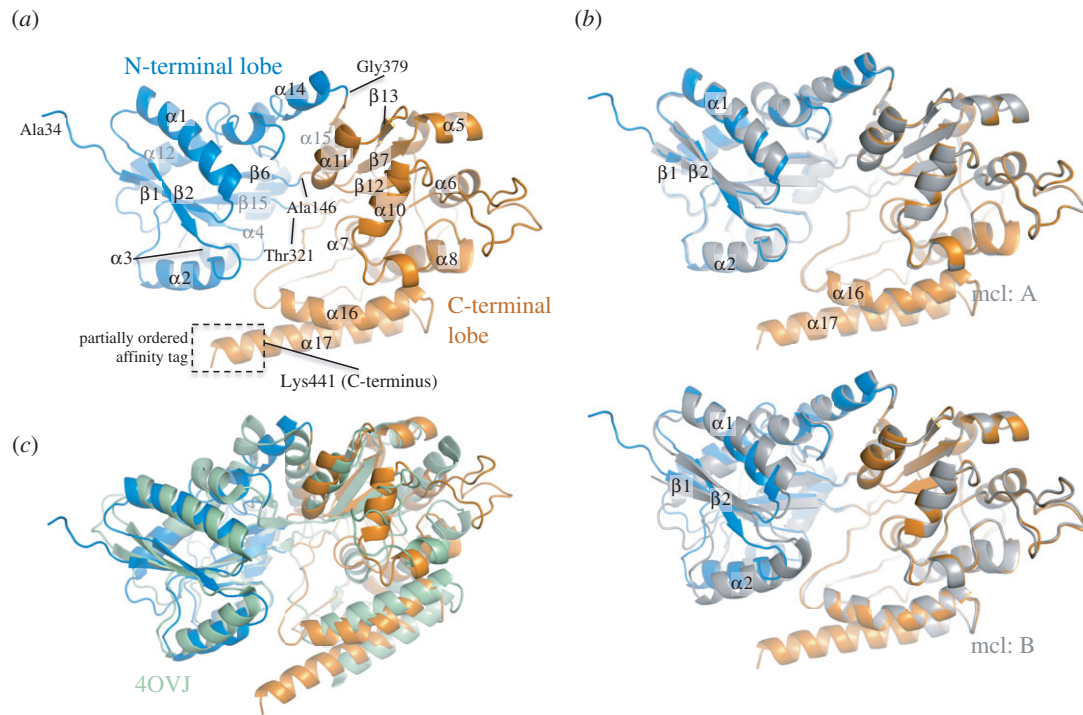 (a)
N-terminal lobe
Gly379
α14
β13
Ala34
α1
α15
α5
α12
α11
β7
β6
β1
β2
β12
α6
β15
Ala146
α10
α4
α7
α3
Thr321
α8
α2
α16
C-terminal
lobe
partially ordered
affinity tag
α17
Lys441 (C-terminus)
(b)
α1
β1
β2
α2
α16
mcl: A
α17
α1
β1
β2
α2
mcl: B
(c)
4OVJ